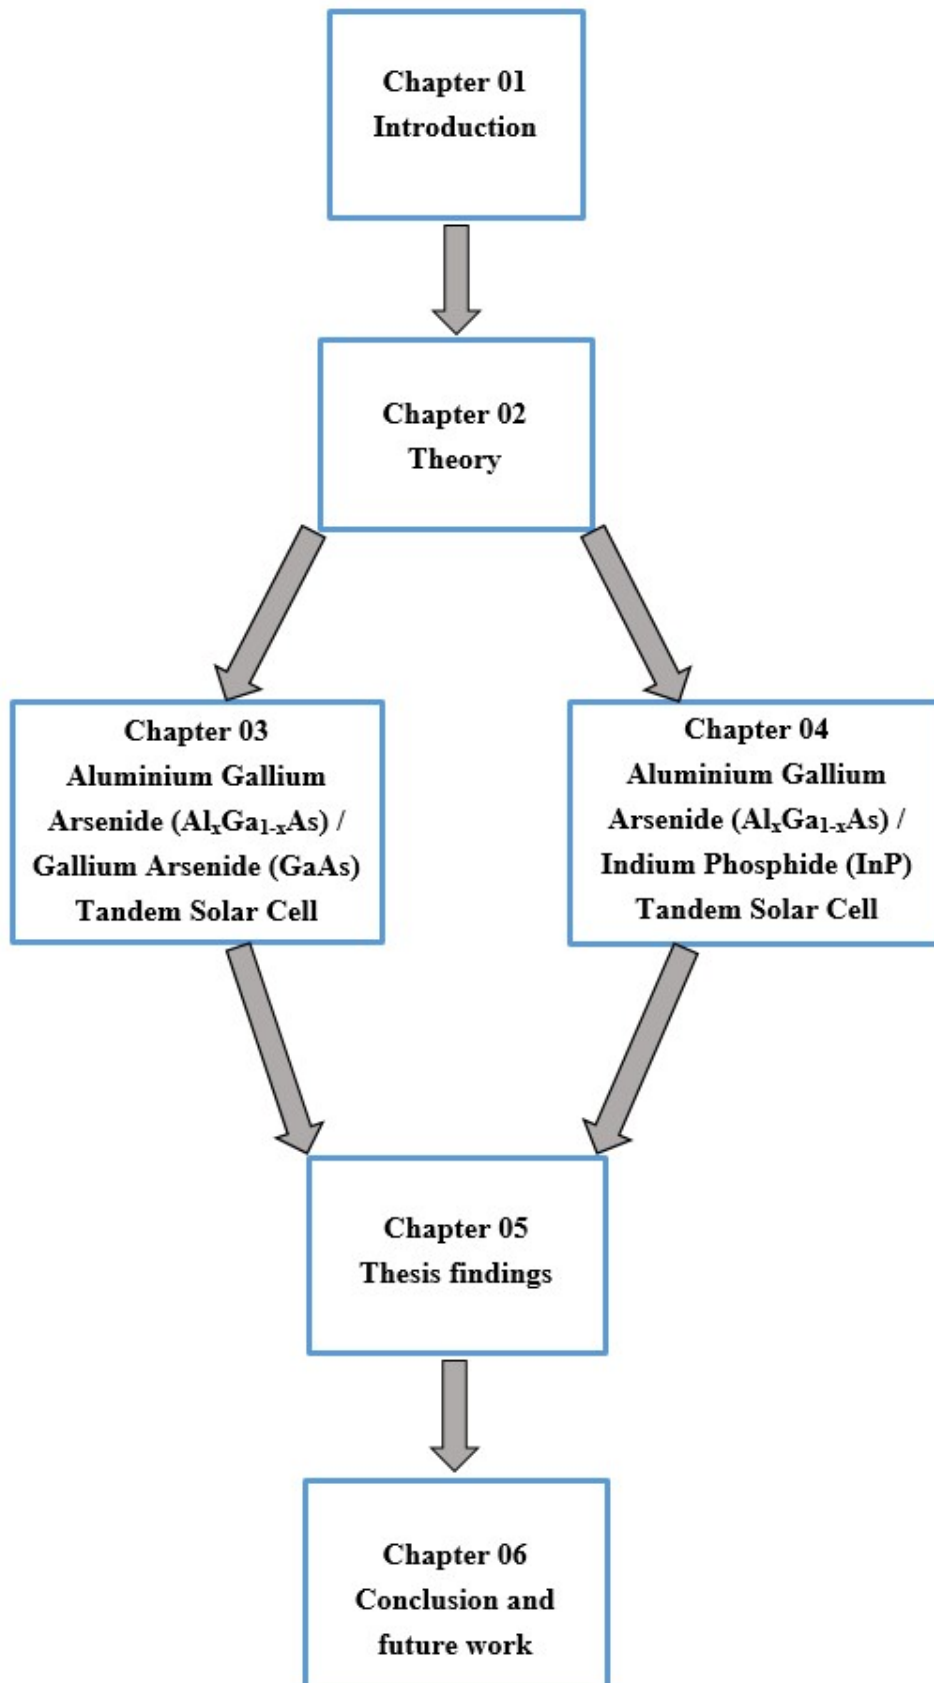 Chapter 01
Introduction
Chapter 02
Theory
Chapter 03
Aluminium Gallium
Arsenide (AlₓGa₁₋ₓAs) /
Gallium Arsenide (GaAs)
Tandem Solar Cell
Chapter 04
Aluminium Gallium
Arsenide (AlₓGa₁₋ₓAs) /
Indium Phosphide (InP)
Tandem Solar Cell
Chapter 05
Thesis findings
Chapter 06
Conclusion and
future work